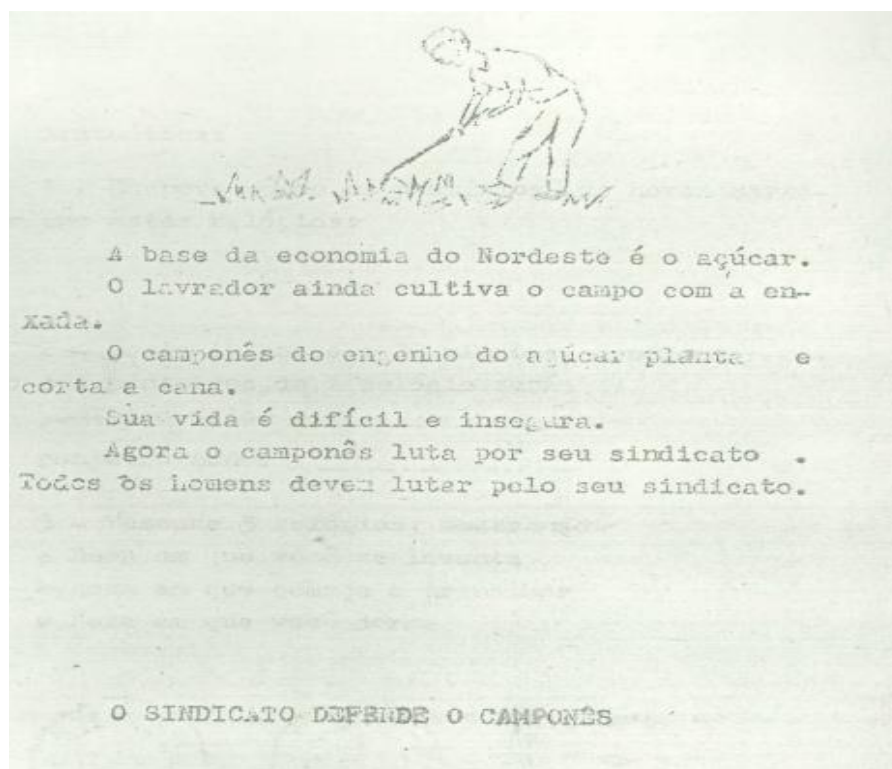 A base da economia do Nordeste é o açúcar.
O lavrador ainda cultiva o campo com a en-
xada.
O camponés do engenho do açúcar planta e
corta a cana.
Sua vida é difícil e insegura.
Agora o camponês luta por seu sindicato .
Todos os homens devem lutar pelo seu sindicato.
O SINDICATO DEFENDE O CAMPONÊS